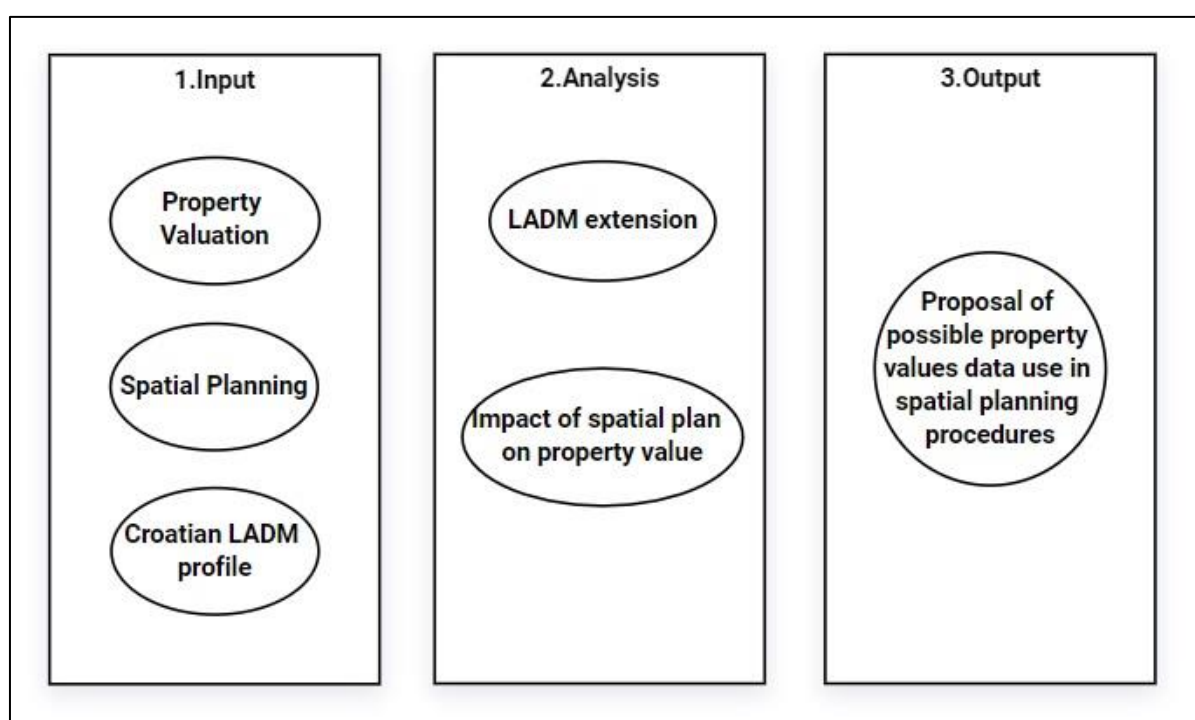 1.Input
Property
Valuation
Spatial Planning
Croatian LADM
profile
2.Analysis
LADM extension
Impact of spatial plan
on property value
3.Output
Proposal of
possible property
values data use in
spatial planning
procedures